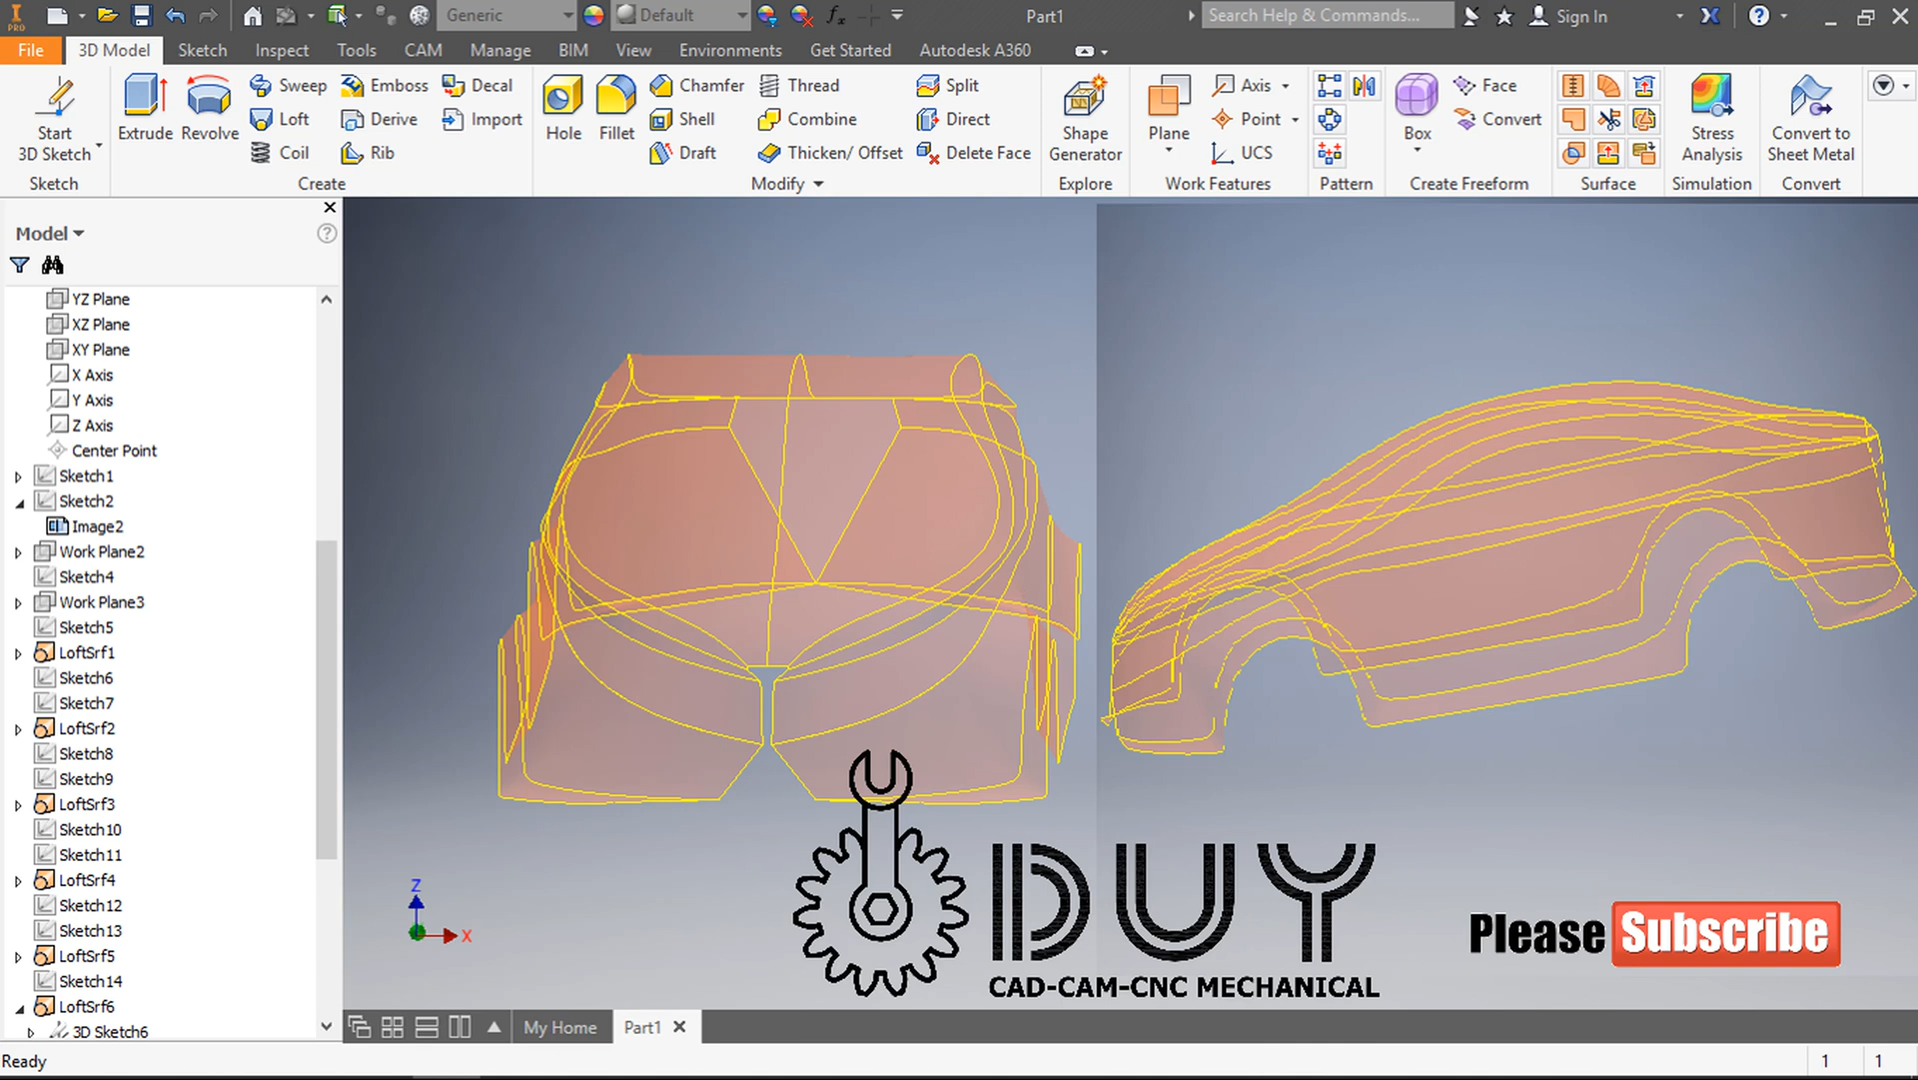 PRO
Generic
Default
fx
Part1
Search Help & Commands...
Sign In
File
3D Model
Sketch
Inspect
Tools
CAM
Manage
BIM
View
Environments
Get Started
Autodesk A360
Start
3D Sketch
Sketch
Extrude
Revolve
Sweep
Loft
Coil
Emboss
Derive
Rib
Decal
Import
Create
Hole
Fillet
Chamfer
Shell
Draft
Thread
Combine
Thicken/ Offset
Split
Direct
Delete Face
Modify
Shape
Generator
Explore
Plane
Axis
Point
UCS
Work Features
Pattern
Box
Face
Convert
Create Freeform
Surface
Stress
Analysis
Simulation
Convert to
Sheet Metal
Convert
Model
YZ Plane
XZ Plane
XY Plane
X Axis
Y Axis
Z Axis
Center Point
Sketch1
Sketch2
Image2
Work Plane2
Sketch4
Work Plane3
Sketch5
LoftSrf1
Sketch6
Sketch7
LoftSrf2
Sketch8
Sketch9
LoftSrf3
Sketch10
Sketch11
LoftSrf4
Sketch12
Sketch13
LoftSrf5
Sketch14
LoftSrf6
3D Sketch6
Z
X
DUY
CAD-CAM-CNC MECHANICAL
Please Subscribe
My Home
Part1
Ready
1
1